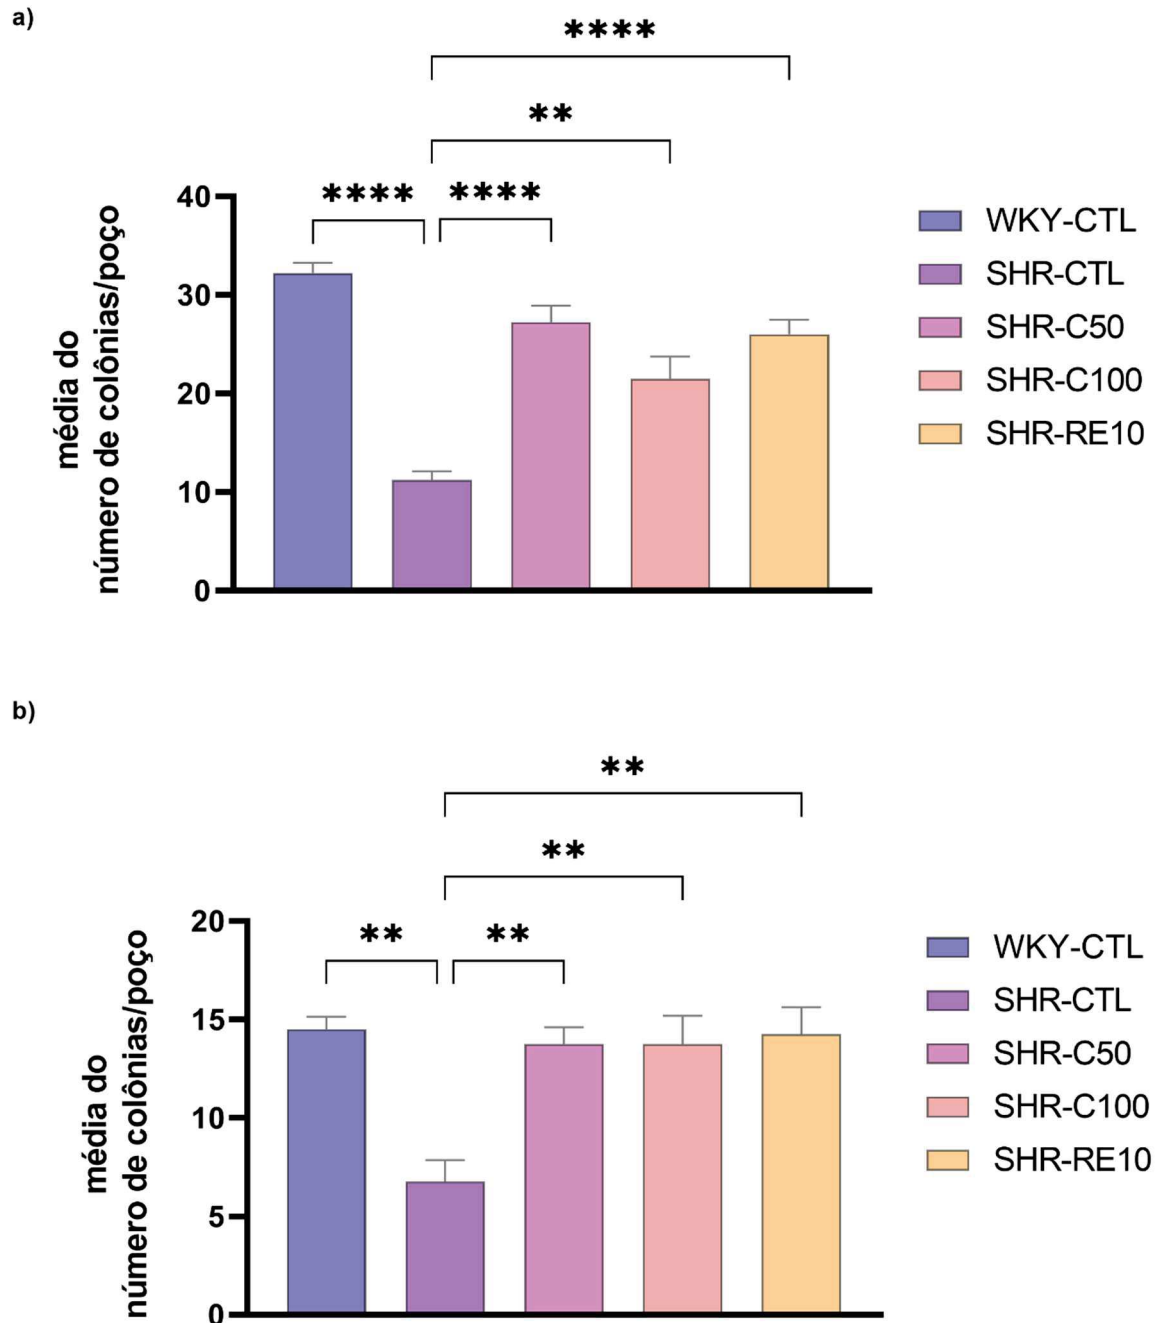 a)
****
**
**** ****
40
30
20
10
0
média do
número de colônias/poço
WKY-CTL
SHR-CTL
SHR-C50
SHR-C100
SHR-RE10
b)
**
**
** **
20
15
10
5
0
média do
número de colônias/poço
WKY-CTL
SHR-CTL
SHR-C50
SHR-C100
SHR-RE10